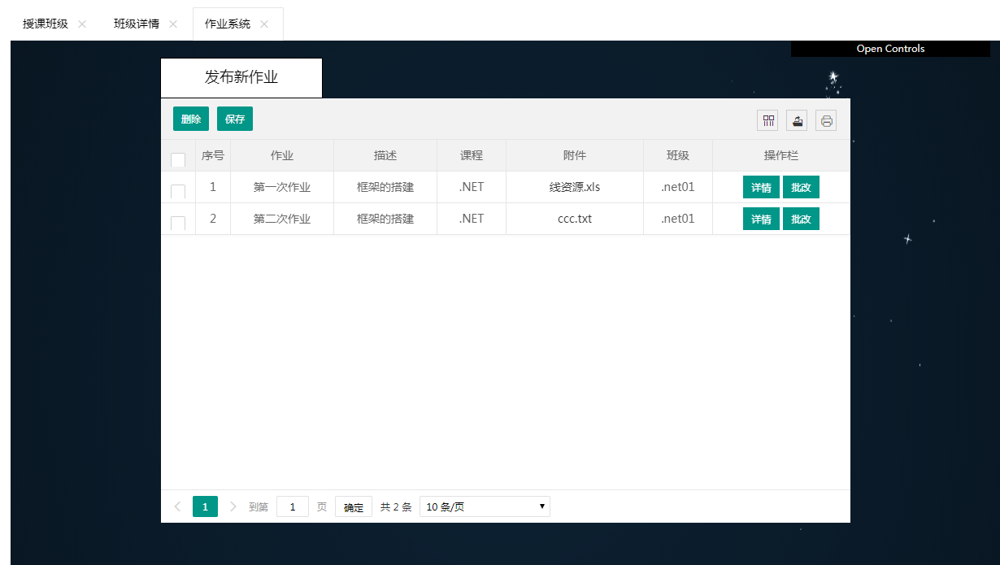 授课班级 班级详情 作业系统
Open Controls
发布新作业
删除 保存
序号 作业 描述 课程 附件 班级 操作栏
1 第一次作业 框架的搭建 .NET 线资源.xls .net01 详情 批改
2 第二次作业 框架的搭建 .NET ccc.txt .net01 详情 批改
1 到第 1 页 确定 共 2 条 10 条/页